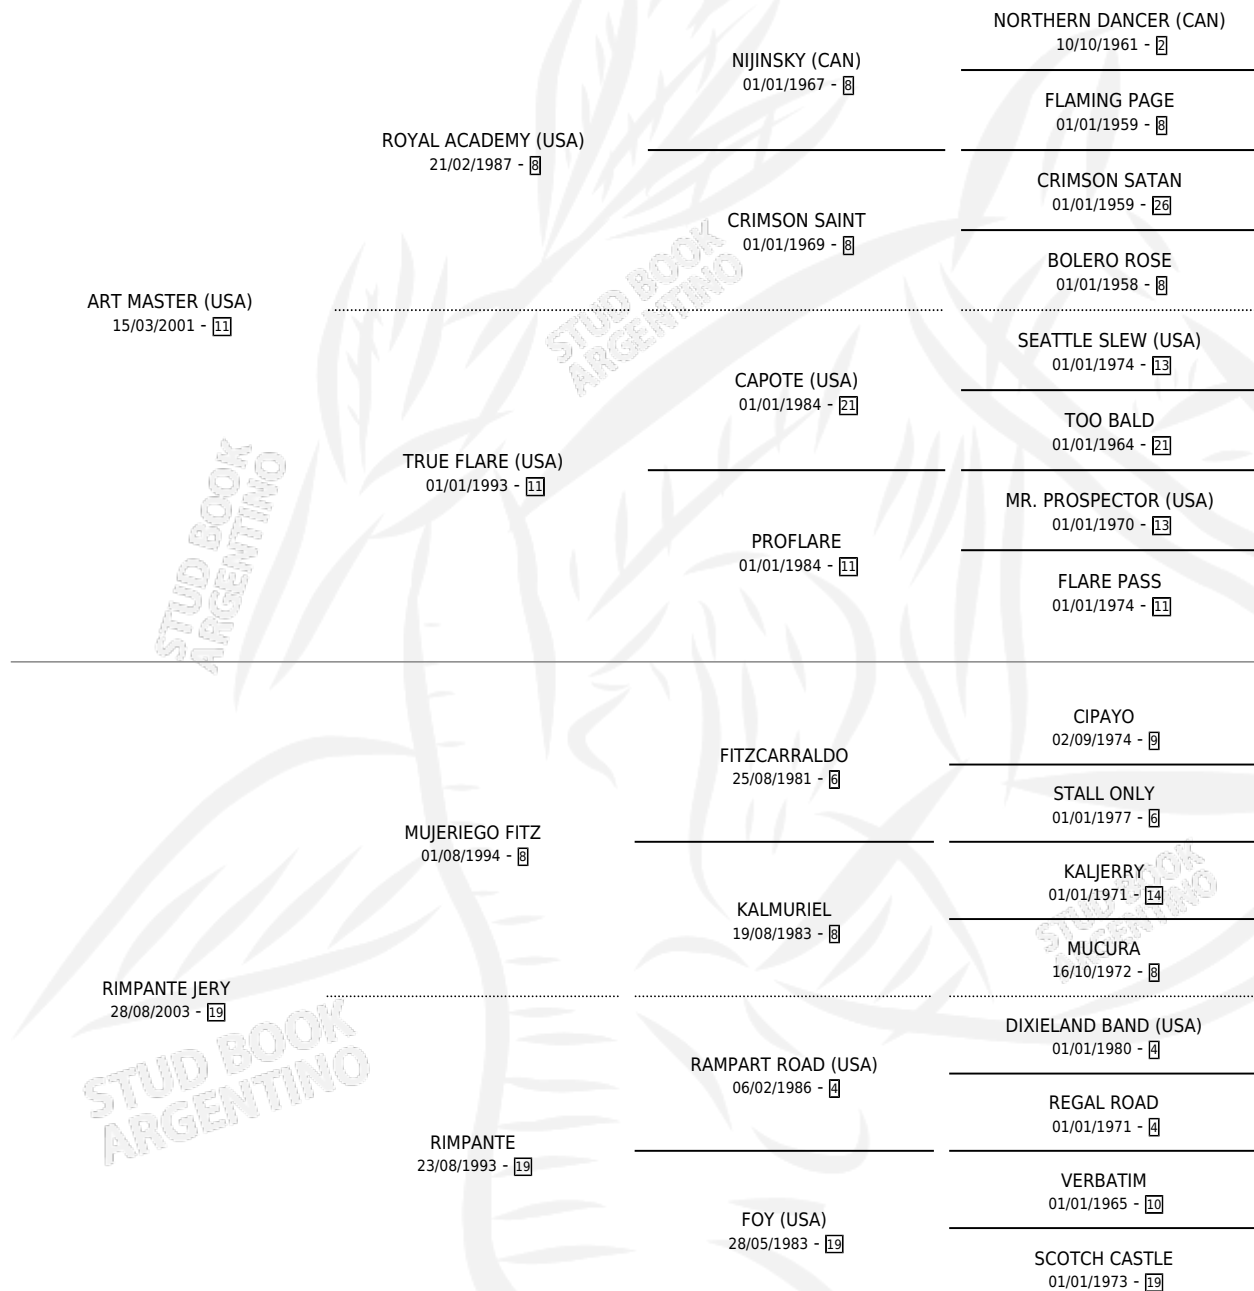 NORTHERN DANCER (CAN)
10/10/1961 - 2
NIJINSKY (CAN)
01/01/1967 - 8
FLAMING PAGE
01/01/1959 - 8
ROYAL ACADEMY (USA)
21/02/1987 - 8
CRIMSON SATAN
01/01/1959 - 26
CRIMSON SAINT
01/01/1969 - 8
BOLERO ROSE
01/01/1958 - 8
ART MASTER (USA)
15/03/2001 - 11
SEATTLE SLEW (USA)
01/01/1974 - 13
CAPOTE (USA)
01/01/1984 - 21
TOO BALD
01/01/1964 - 21
TRUE FLARE (USA)
01/01/1993 - 11
MR. PROSPECTOR (USA)
01/01/1970 - 13
PROFLARE
01/01/1984 - 11
FLARE PASS
01/01/1974 - 11
CIPAYO
02/09/1974 - 9
FITZCARRALDO
25/08/1981 - 6
STALL ONLY
01/01/1977 - 6
MUJERIEGO FITZ
01/08/1994 - 8
KALJERRY
01/01/1971 - 14
KALMURIEL
19/08/1983 - 8
MUCURA
16/10/1972 - 8
RIMPANTE JERY
28/08/2003 - 19
DIXIELAND BAND (USA)
01/01/1980 - 4
RAMPART ROAD (USA)
06/02/1986 - 4
REGAL ROAD
01/01/1971 - 4
RIMPANTE
23/08/1993 - 19
VERBATIM
01/01/1965 - 10
FOY (USA)
28/05/1983 - 19
SCOTCH CASTLE
01/01/1973 - 19
STUD BOOK
ARGENTINO
STUD BOOK
ARGENTINO
STUD BOOK
ARGENTINO
STUD BOOK
ARGENTINO